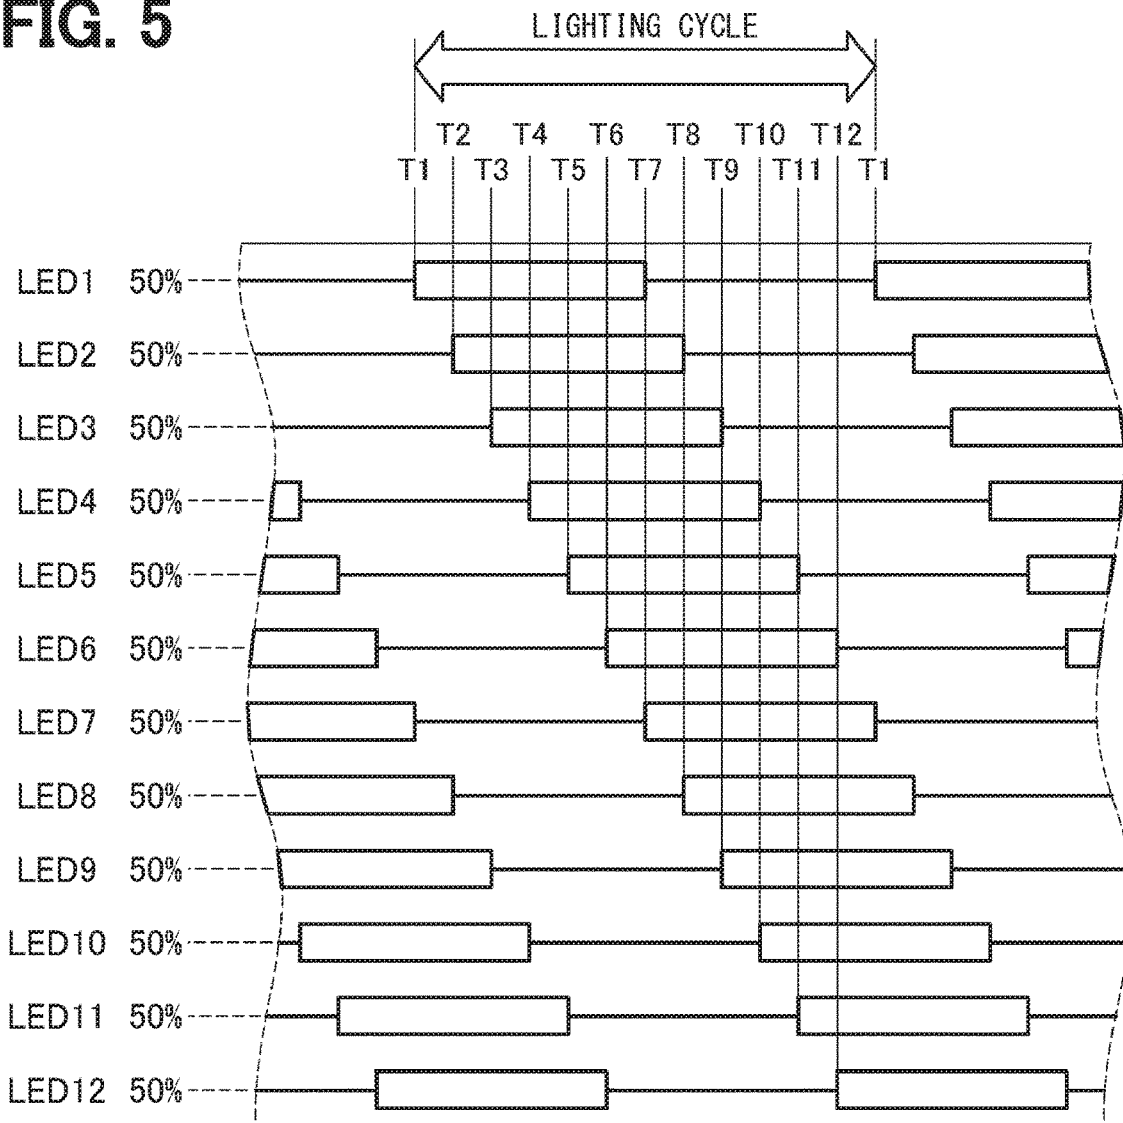 FIG. 5
LIGHTING CYCLE
T2 T4 T6 T8 T10 T12
T1 T3 T5 T7 T9 T11 T1
LED1 50%
LED2 50%
LED3 50%
LED4 50%
LED5 50%
LED6 50%
LED7 50%
LED8 50%
LED9 50%
LED10 50%
LED11 50%
LED12 50%